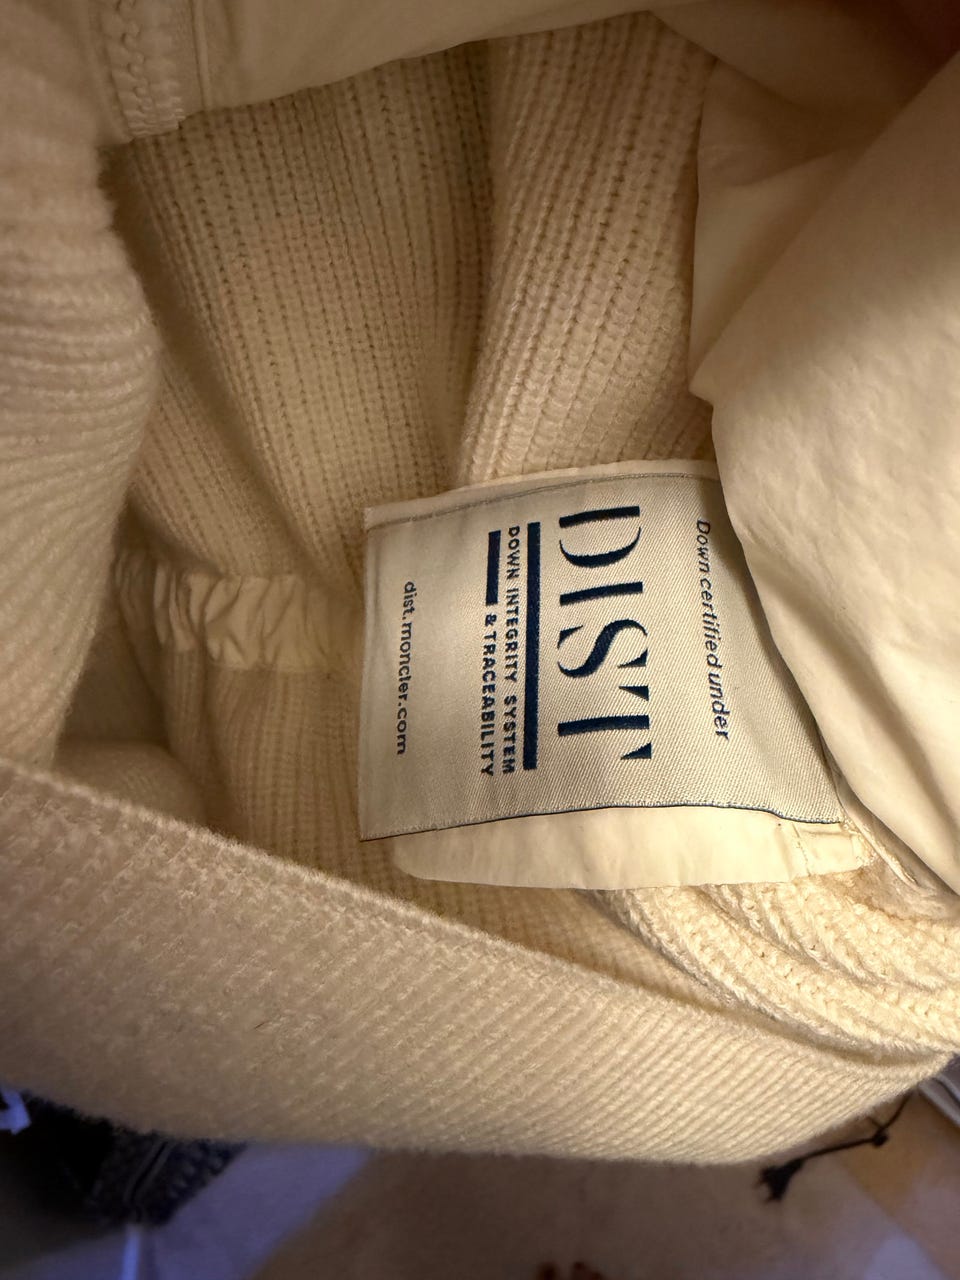 Down certified under
DIST
DOWN INTEGRITY SYSTEM
& TRACEABILITY
dist.moncler.com